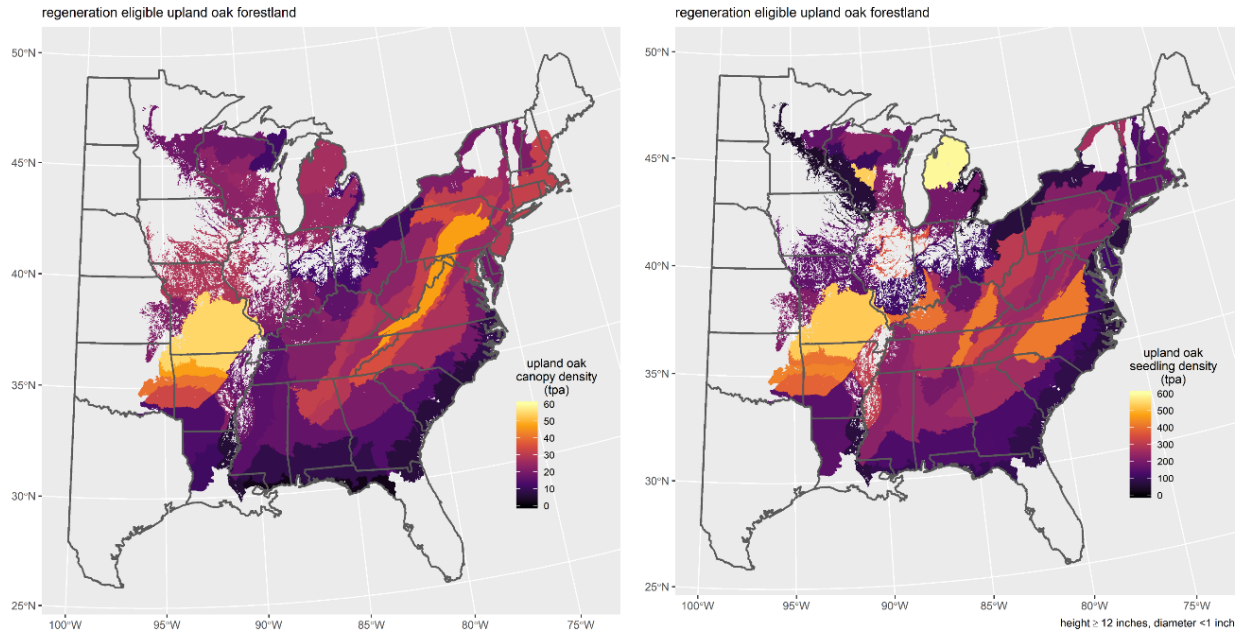 regeneration eligible upland oak forestland
50°N
45°N
40°N
35°N
30°N
25°N
100°W
95°W
90°W
85°W
80°W
75°W
upland oak
canopy density
(tpa)
60
50
40
30
20
10
0
regeneration eligible upland oak forestland
50°N
45°N
40°N
35°N
30°N
25°N
100°W
95°W
90°W
85°W
80°W
75°W
upland oak
seedling density
(tpa)
600
500
400
300
200
100
0
height ≥ 12 inches, diameter <1 inch